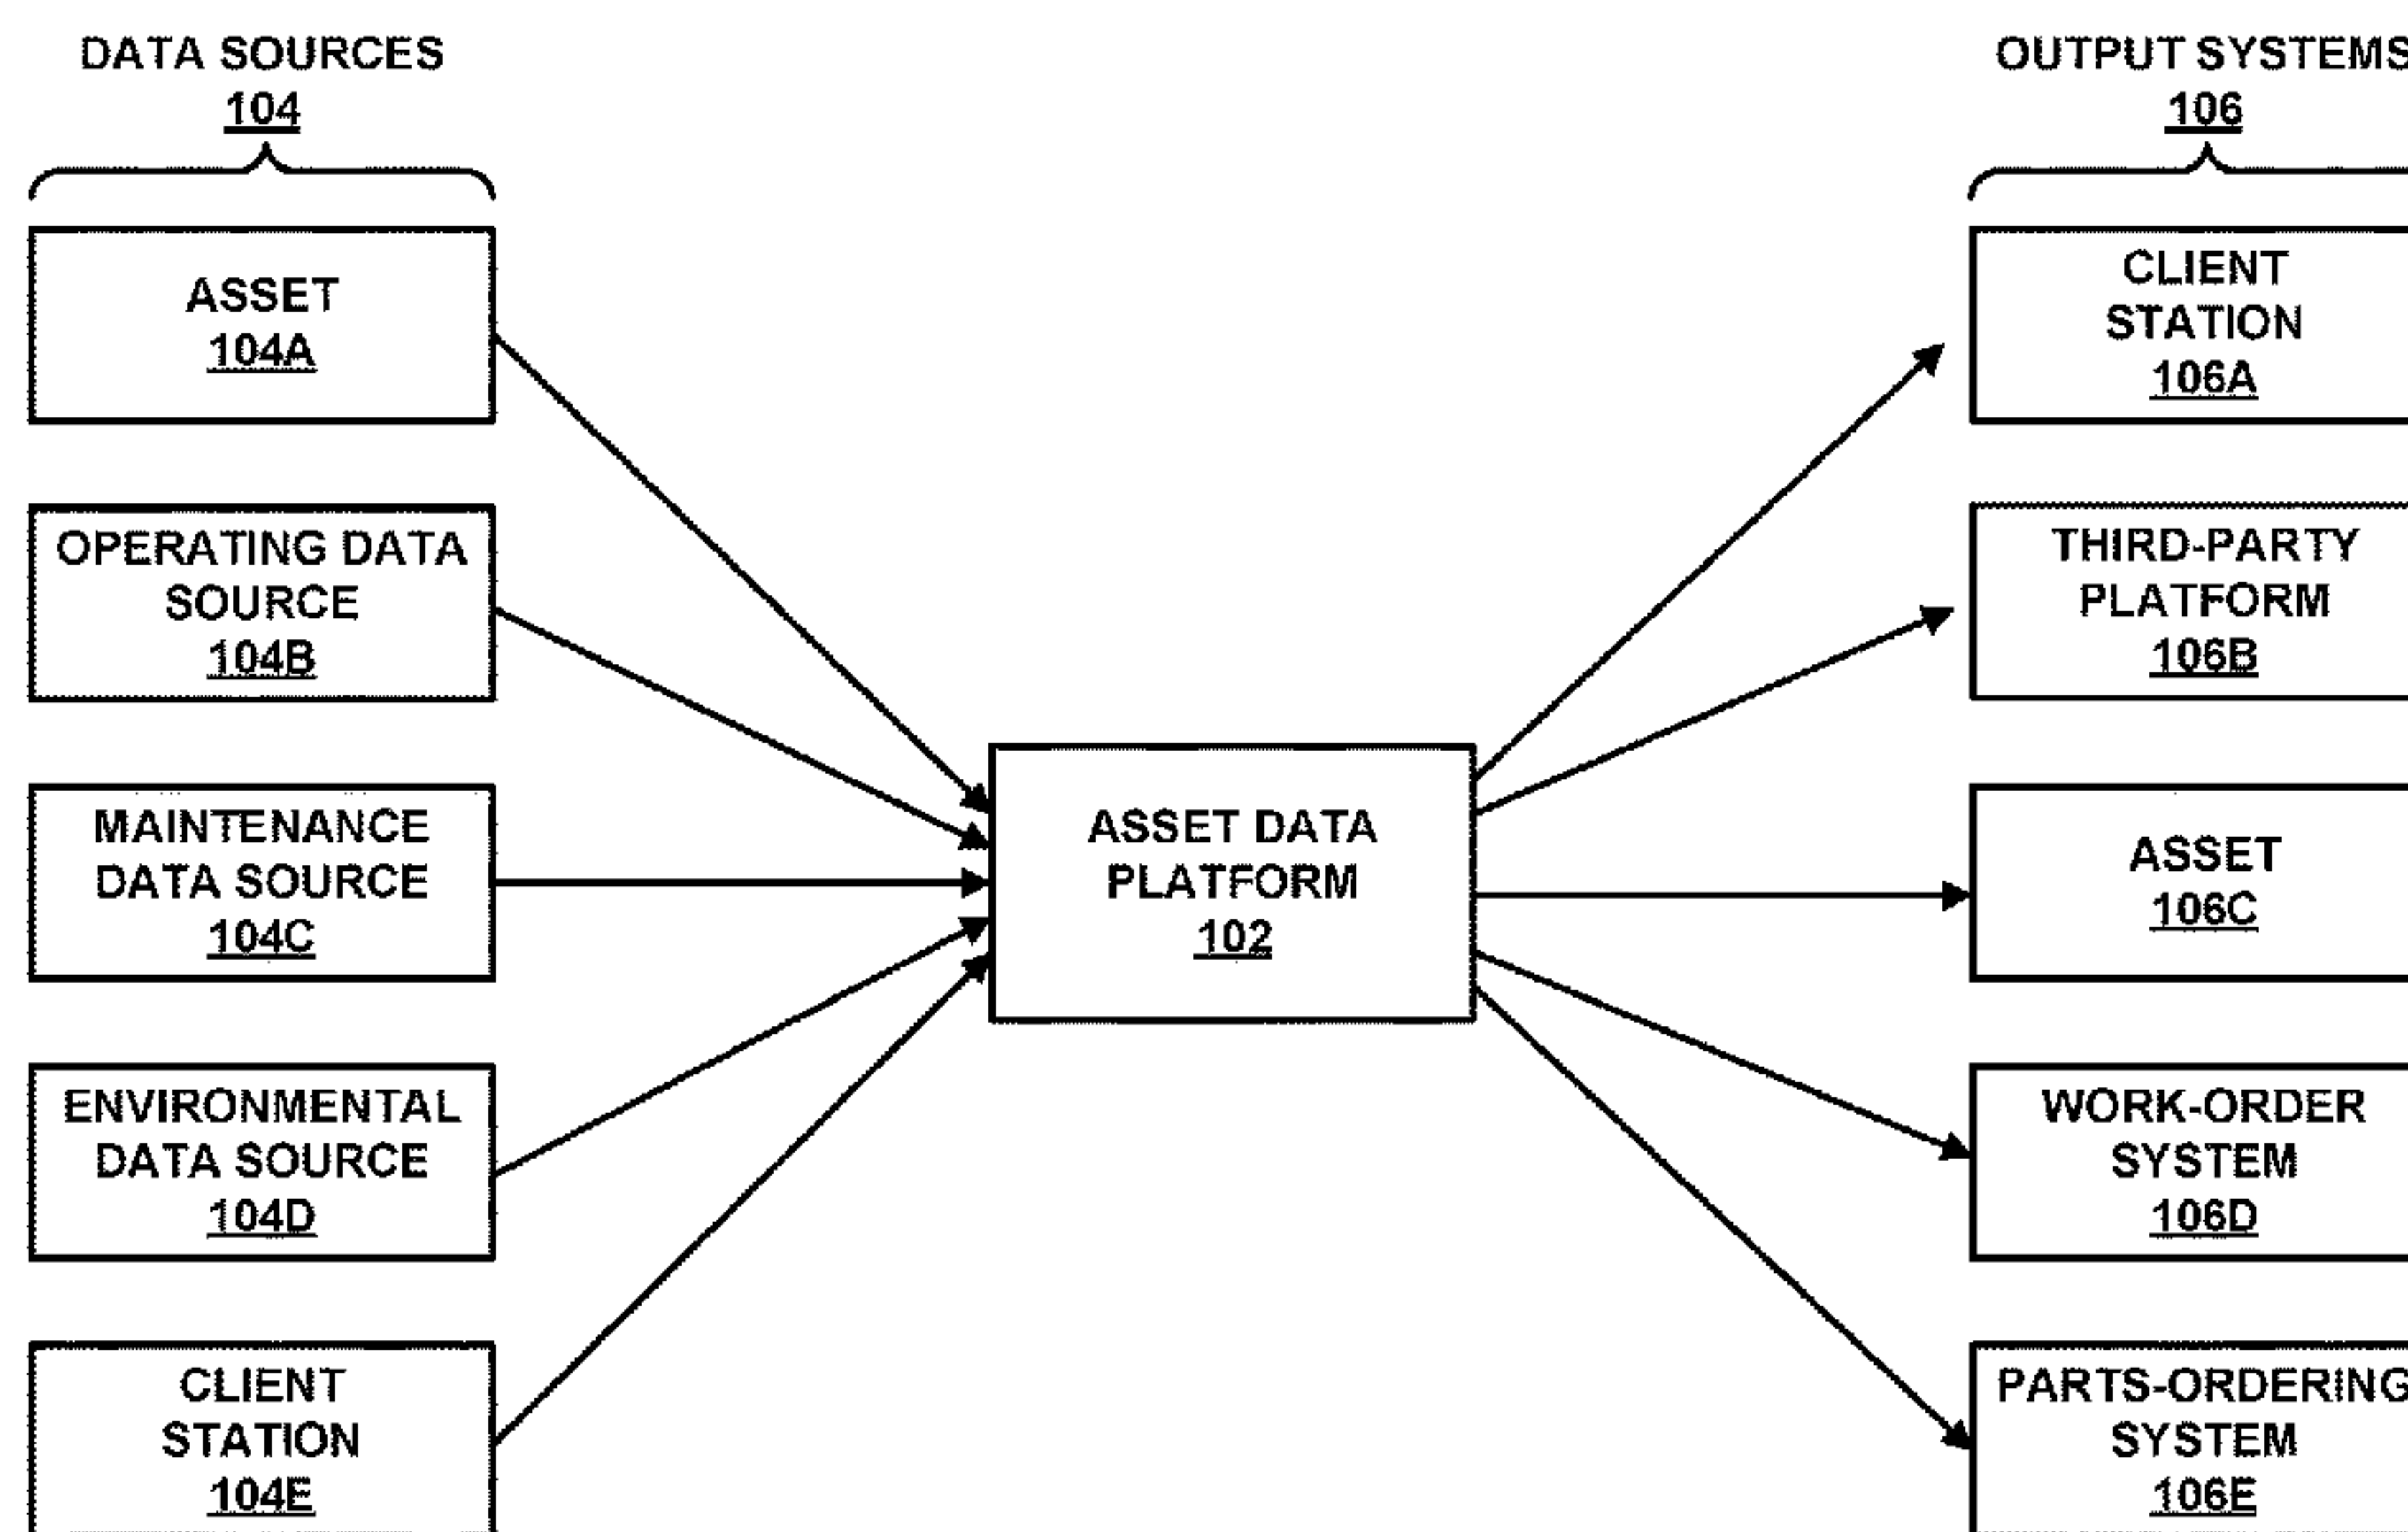 DATA SOURCES
104
ASSET
104A
OPERATING DATA
SOURCE
104B
MAINTENANCE
DATA SOURCE
104C
ENVIRONMENTAL
DATA SOURCE
104D
CLIENT
STATION
104E
ASSET DATA
PLATFORM
102
OUTPUT SYSTEMS
106
CLIENT
STATION
106A
THIRD-PARTY
PLATFORM
106B
ASSET
106C
WORK-ORDER
SYSTEM
106D
PARTS-ORDERING
SYSTEM
106E